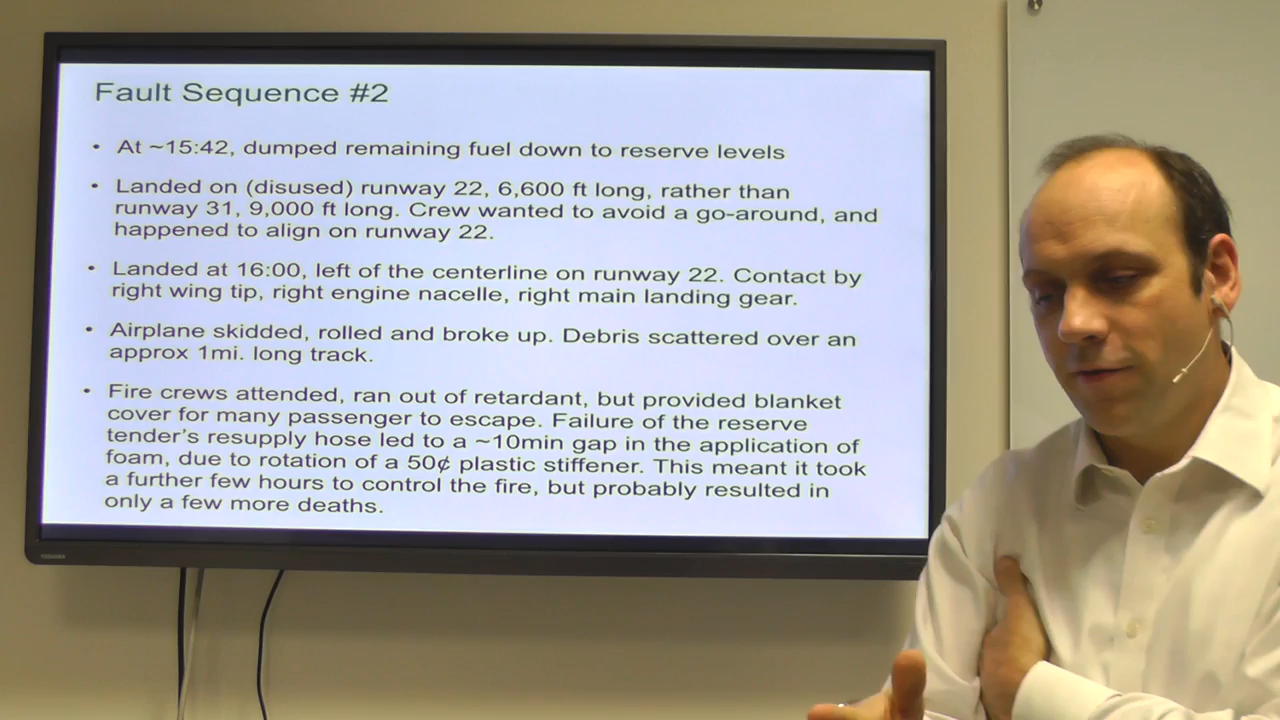 Fault Sequence #2
• At ~15:42, dumped remaining fuel down to reserve levels
• Landed on (disused) runway 22, 6,600 ft long, rather than
runway 31, 9,000 ft long. Crew wanted to avoid a go-around, and
happened to align on runway 22.
• Landed at 16:00, left of the centerline on runway 22. Contact by
right wing tip, right engine nacelle, right main landing gear.
• Airplane skidded, rolled and broke up. Debris scattered over an
approx 1mi. long track.
• Fire crews attended, ran out of retardant, but provided blanket
cover for many passenger to escape. Failure of the reserve
tender's resupply hose led to a ~10min gap in the application of
foam, due to rotation of a 50¢ plastic stiffener. This meant it took
a further few hours to control the fire, but probably resulted in
only a few more deaths.
TOSHIBA